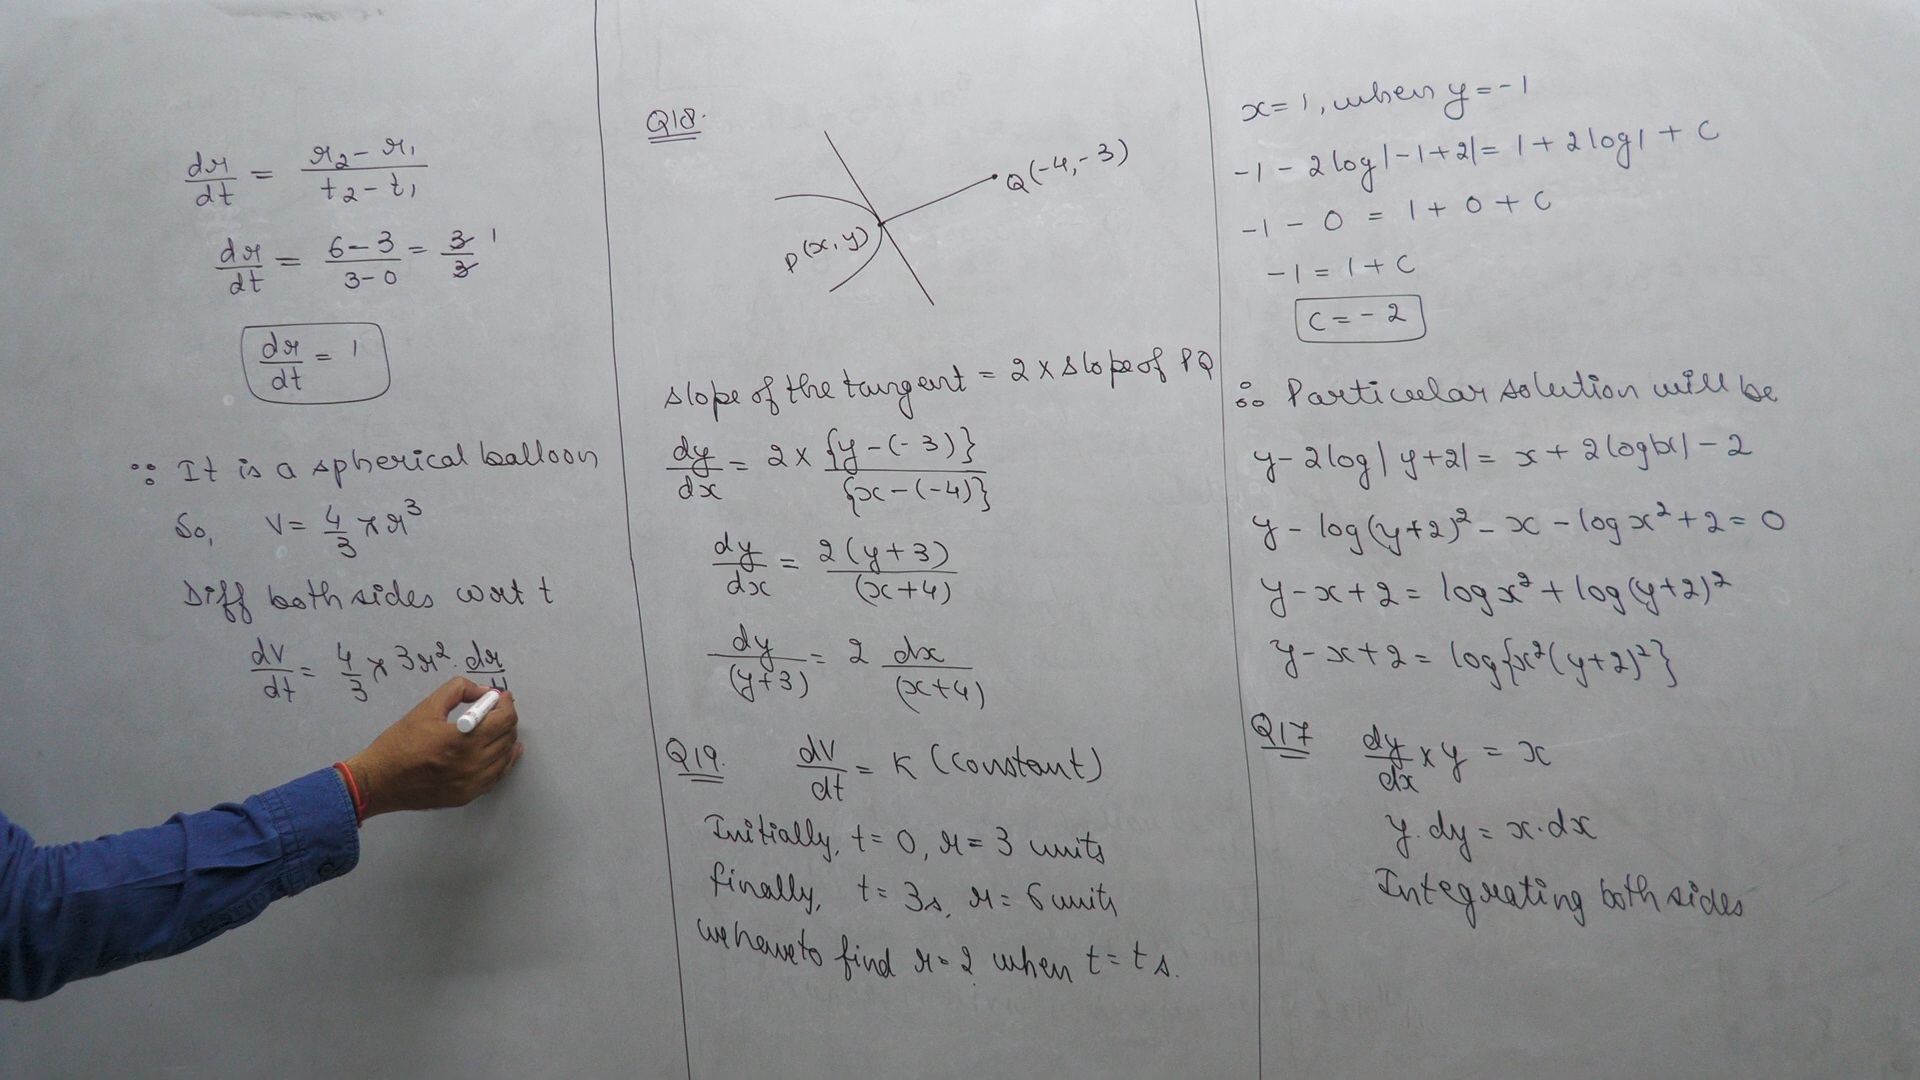 dr/dt = (r₂ - r₁)/(t₂ - t₁)
dr/dt = (6-3)/(3-0) = 3/3 1
dr/dt = 1
∵ It is a spherical balloon
So, V = 4/3 πr³
Diff both sides wrt t
dV/dt = 4/3 π 3r². dr/dt
Q18.
Q(-4,-3)
P(x,y)
slope of the tangent = 2 × slope of PQ
dy/dx = 2 × {y-(-3)}/{x-(-4)}
dy/dx = 2(y+3)/(x+4)
dy/(y+3) = 2 dx/(x+4)
Q19. dV/dt = K (Constant)
Initially, t = 0, r = 3 units
finally, t = 3s, r = 6 units
we have to find r = ? when t = t s.
x = 1, when y = -1
-1 - 2log|-1+2| = 1 + 2log1 + C
-1 - 0 = 1 + 0 + C
-1 = 1 + C
C = -2
∴ Particular solution will be
y - 2log|y+2| = x + 2log|x| - 2
y - log(y+2)² - x - logx² + 2 = 0
y - x + 2 = logx² + log(y+2)²
y - x + 2 = log{x²(y+2)²}
Q17 dy/dx × y = x
y.dy = x.dx
Integrating both sides